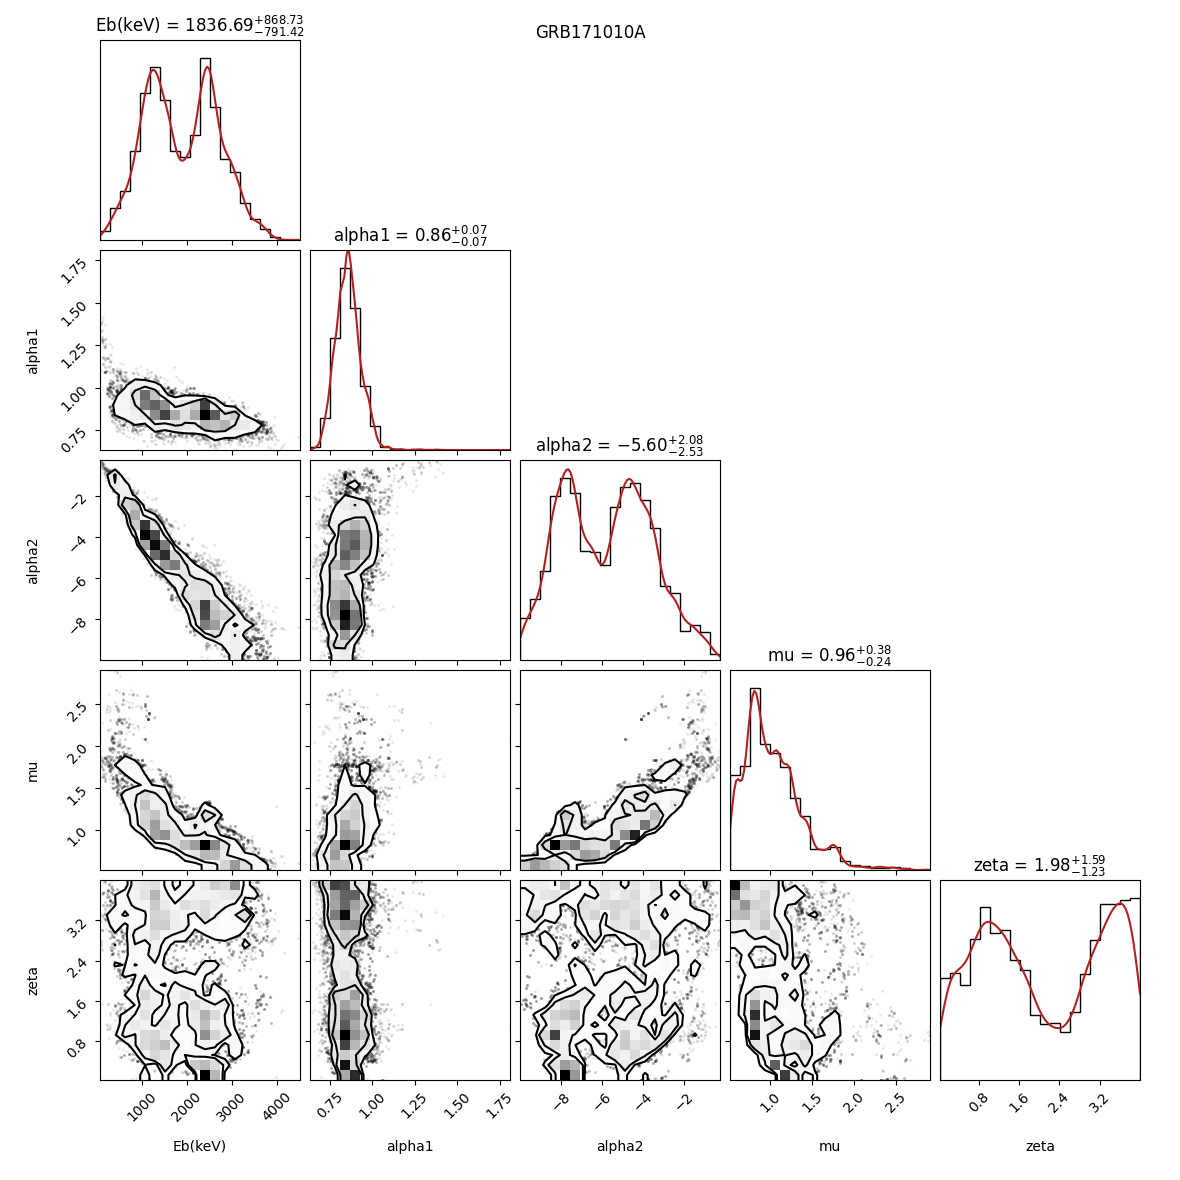 GRB171010A
Eb(keV) = 1836.69+868.73−791.42
alpha1 = 0.86+0.07−0.07
1.75
1.50
1.25
1.00
0.75
alpha1
alpha2 = −5.60+2.08−2.53
−2
−4
−6
−8
alpha2
mu = 0.96+0.38−0.24
2.5
2.0
1.5
1.0
mu
zeta = 1.98+1.59−1.23
3.2
2.4
1.6
0.8
zeta
1000 2000 3000 4000 0.75 1.00 1.25 1.50 1.75 −8 −6 −4 −2 1.0 1.5 2.0 2.5 0.8 1.6 2.4 3.2
Eb(keV) alpha1 alpha2 mu zeta